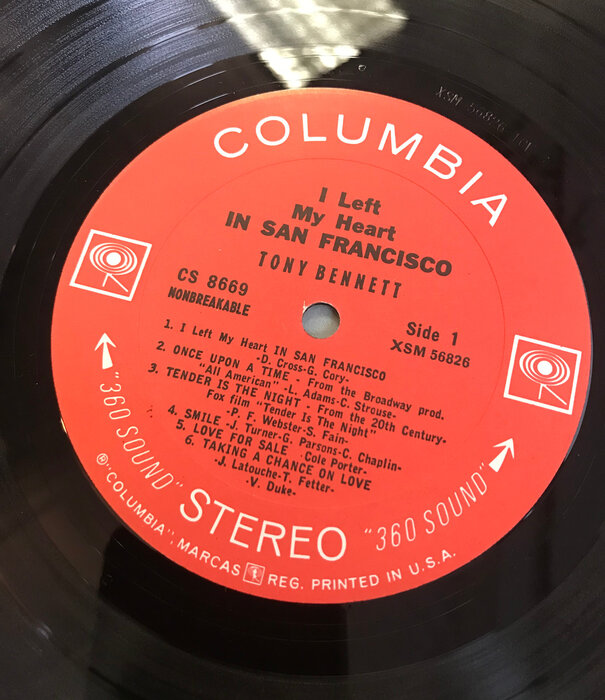 XSM 56826
COLUMBIA
I Left
My Heart
IN SAN FRANCISCO
TONY BENNETT
CS 8669
NONBREAKABLE
Side 1
XSM 56826
1. I Left My Heart IN SAN FRANCISCO
-D. Cross-G. Cory-
2. ONCE UPON A TIME - From the Broadway prod.
"All American" -L. Adams-C. Strouse-
3. TENDER IS THE NIGHT - From the 20th Century-
Fox film "Tender Is The Night"
-P. F. Webster-S. Fain-
4. SMILE -J. Turner-G. Parsons-C. Chaplin-
5. LOVE FOR SALE -Cole Porter-
6. TAKING A CHANCE ON LOVE
-J. Latouche-T. Fetter-
-V. Duke-
"360 SOUND" STEREO "360 SOUND"
® "COLUMBIA", MARCAS REG. PRINTED IN U.S.A.